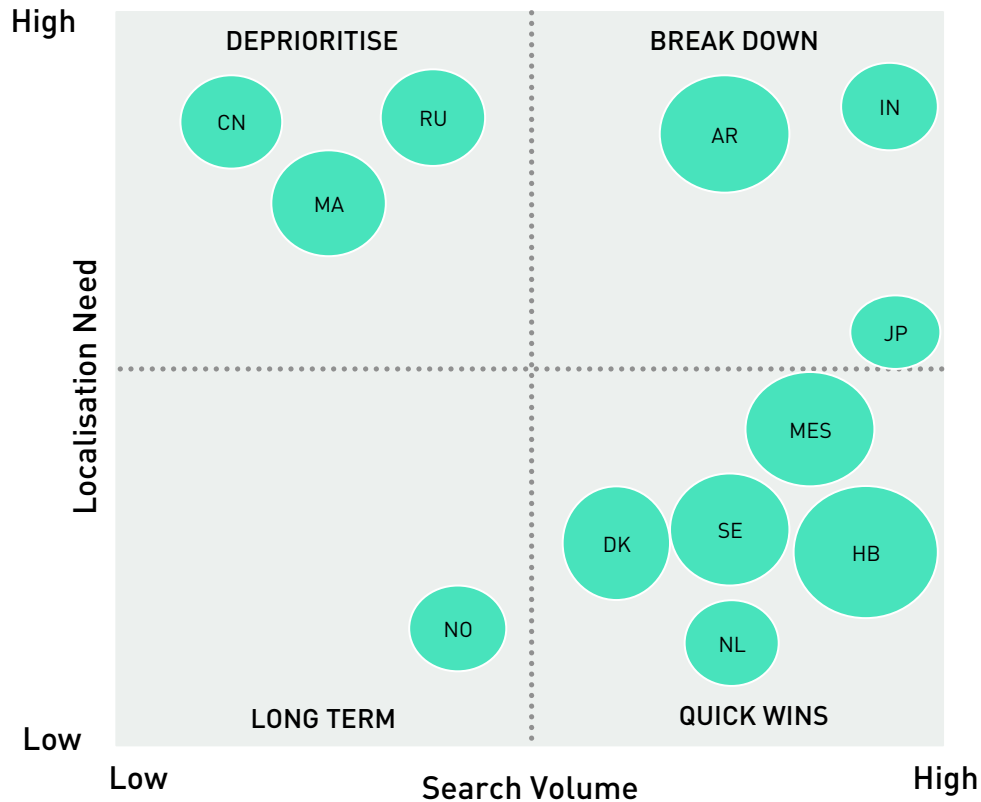 High
DEPRIORITISE
BREAK DOWN
CN
RU
AR
IN
MA
JP
Localisation Need
MES
DK
SE
HB
NO
NL
LONG TERM
QUICK WINS
Low
Low
Search Volume
High